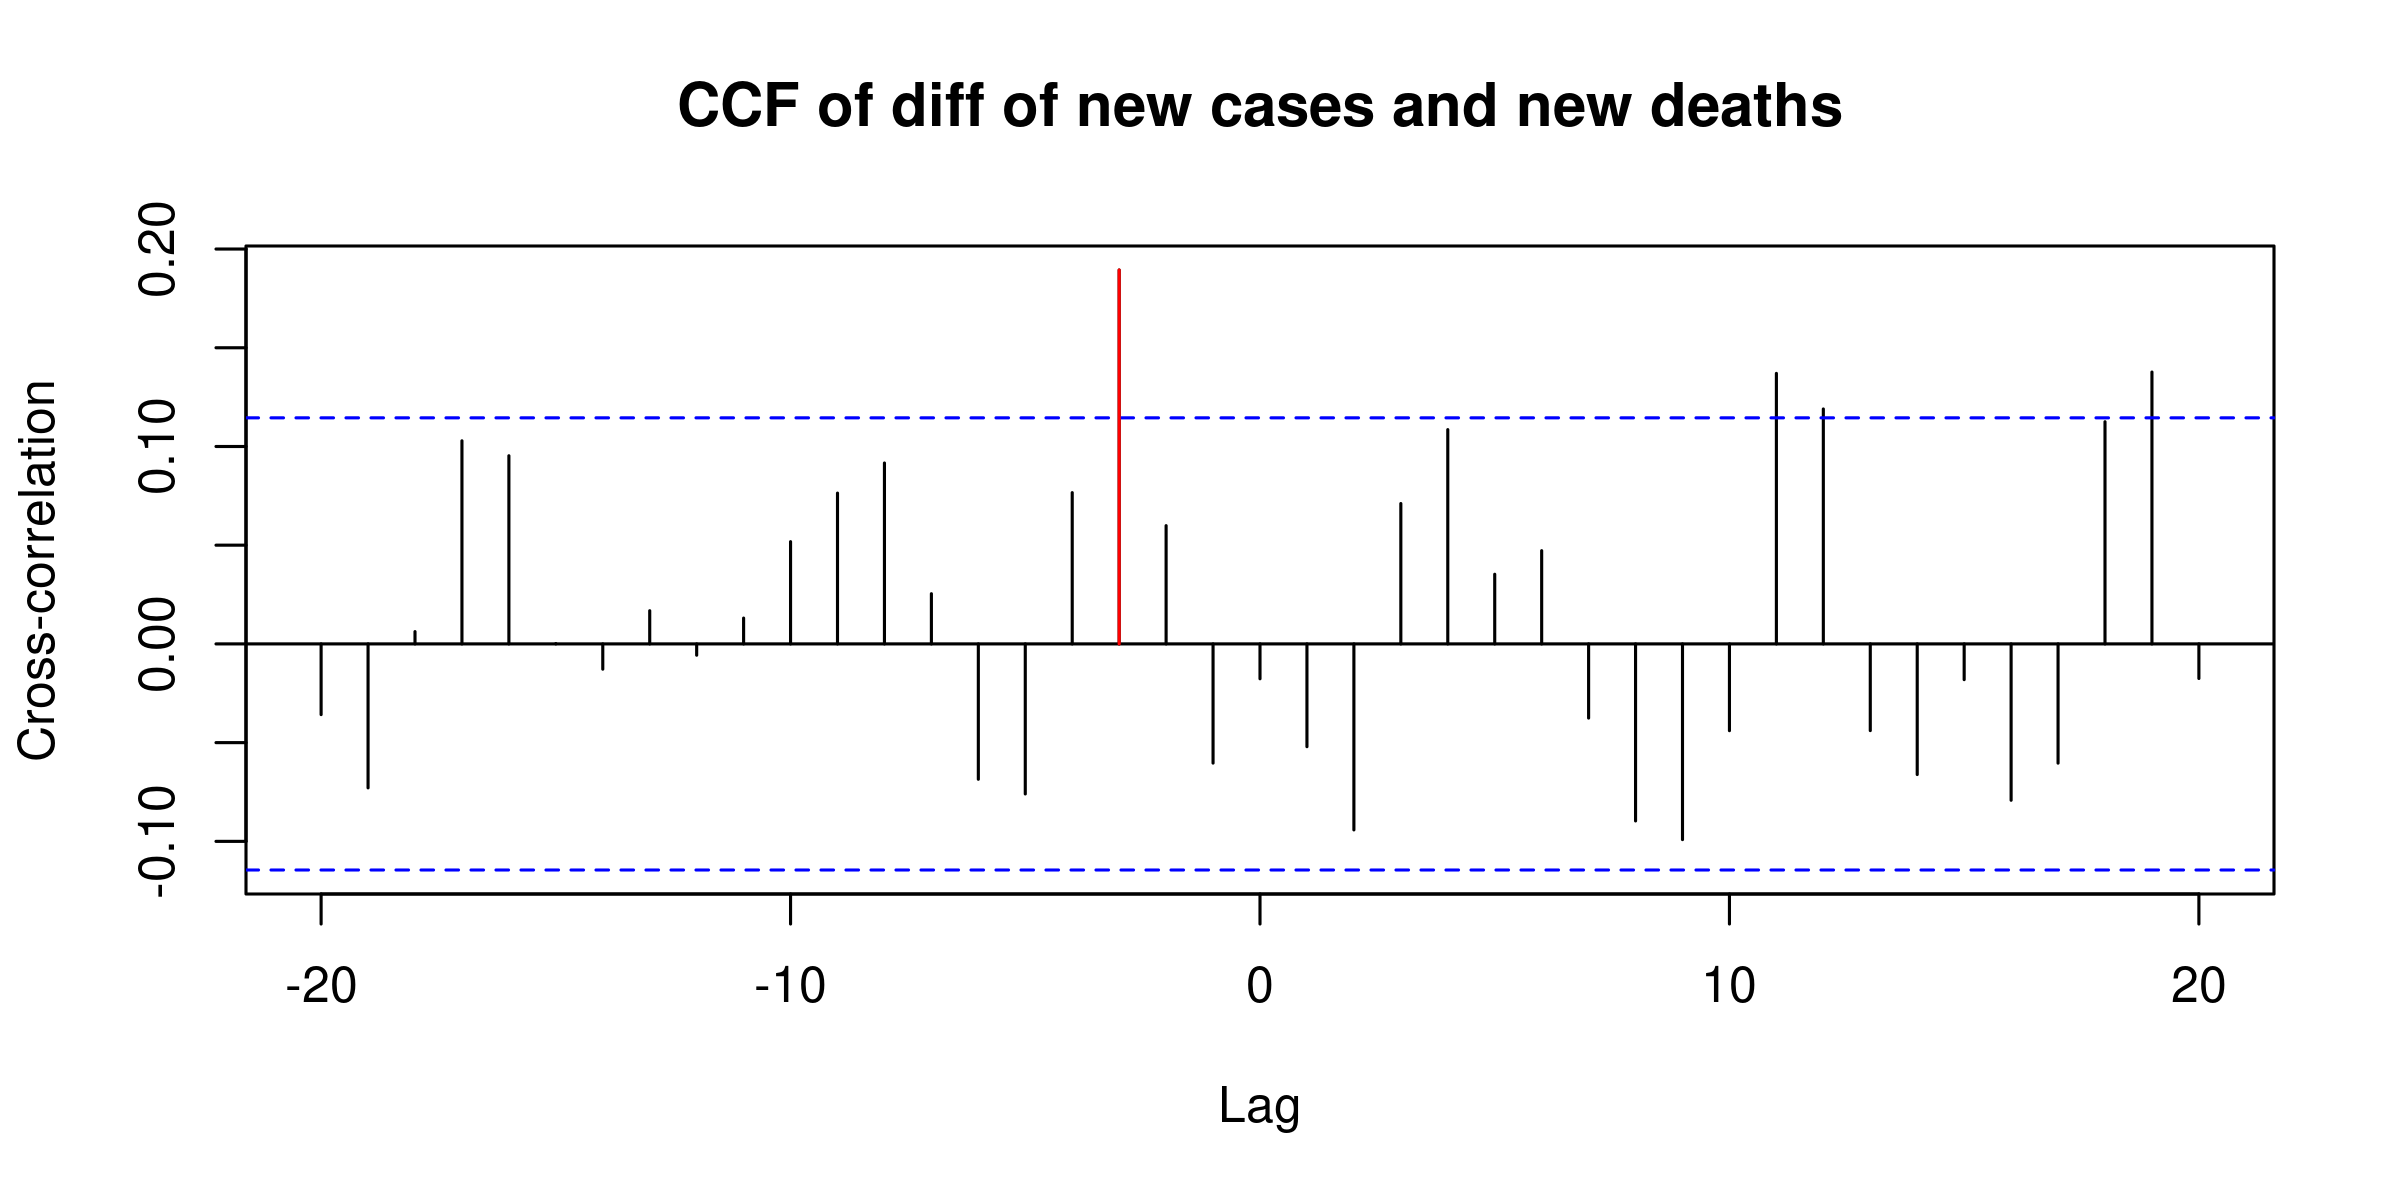 CCF of diff of new cases and new deaths
Cross-correlation
0.20
0.10
0.00
-0.10
-20 -10 0 10 20
Lag